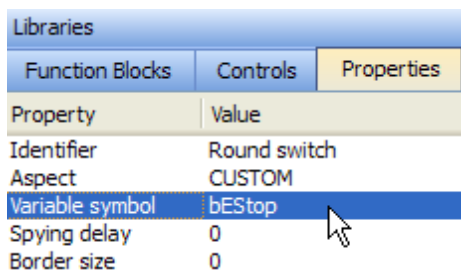 Libraries
Function Blocks Controls Properties
Property Value
Identifier Round switch
Aspect CUSTOM
Variable symbol bEStop
Spying delay 0
Border size 0